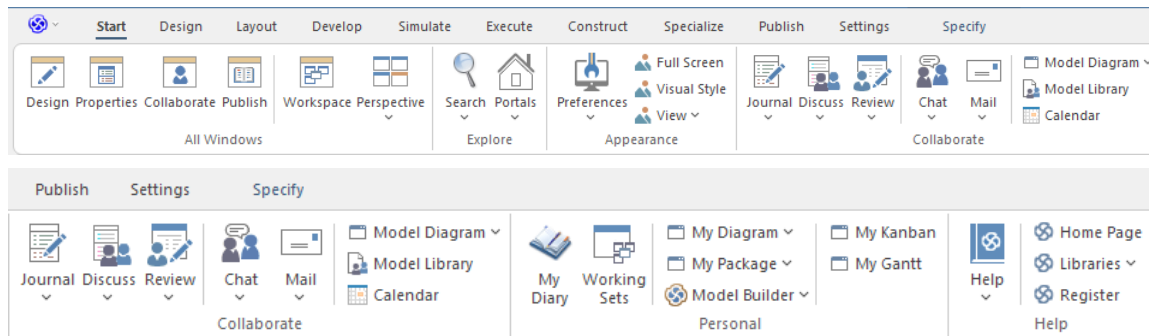 Start Design Layout Develop Simulate Execute Construct Specialize Publish Settings Specify
Design Properties Collaborate Publish Workspace Perspective Search Portals Preferences Full Screen Journal Discuss Review Chat Mail Model Diagram
Visual Style Model Library
View Calendar
All Windows Explore Appearance Collaborate
Publish Settings Specify
Journal Discuss Review Chat Mail Model Diagram My Diary Working Sets My Diagram My Kanban Help Home Page
Model Library My Package My Gantt Libraries
Calendar Model Builder Register
Collaborate Personal Help